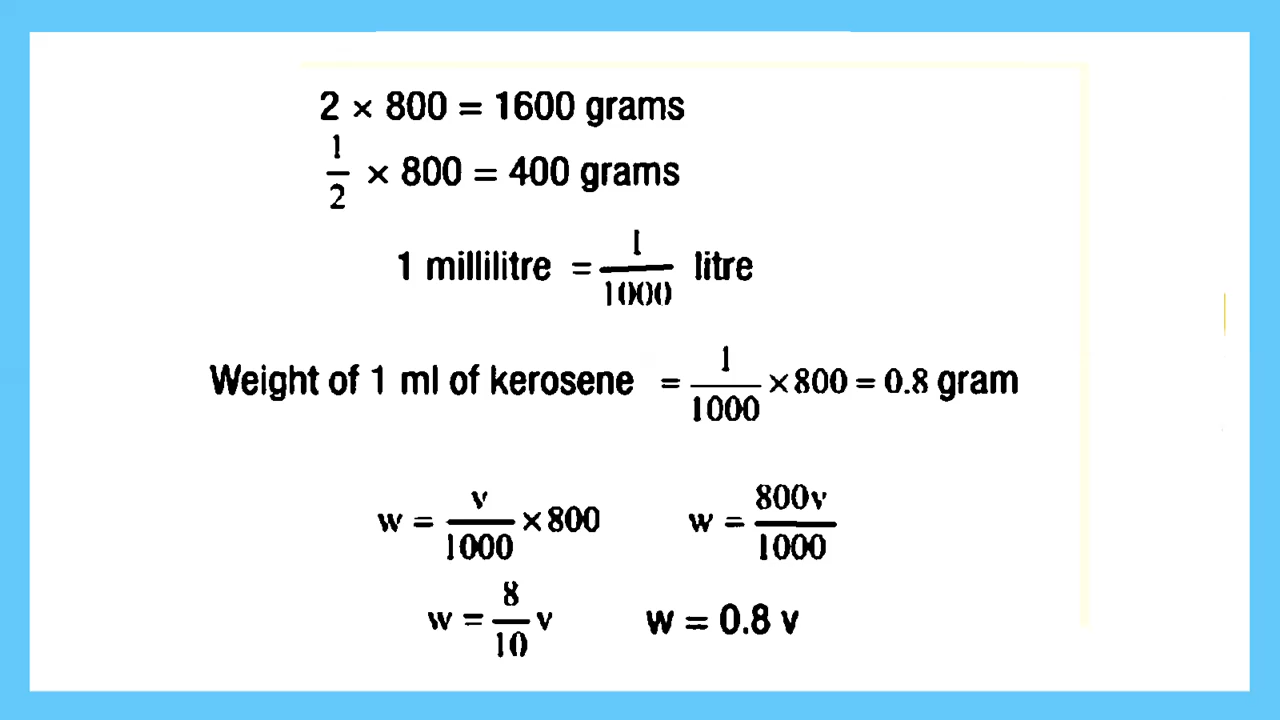 2 × 800 = 1600 grams
1/2 × 800 = 400 grams
1 millilitre = 1/1000 litre
Weight of 1 ml of kerosene = 1/1000 × 800 = 0.8 gram
w = v/1000 × 800 w = 800v/1000
w = 8/10 v w = 0.8 v